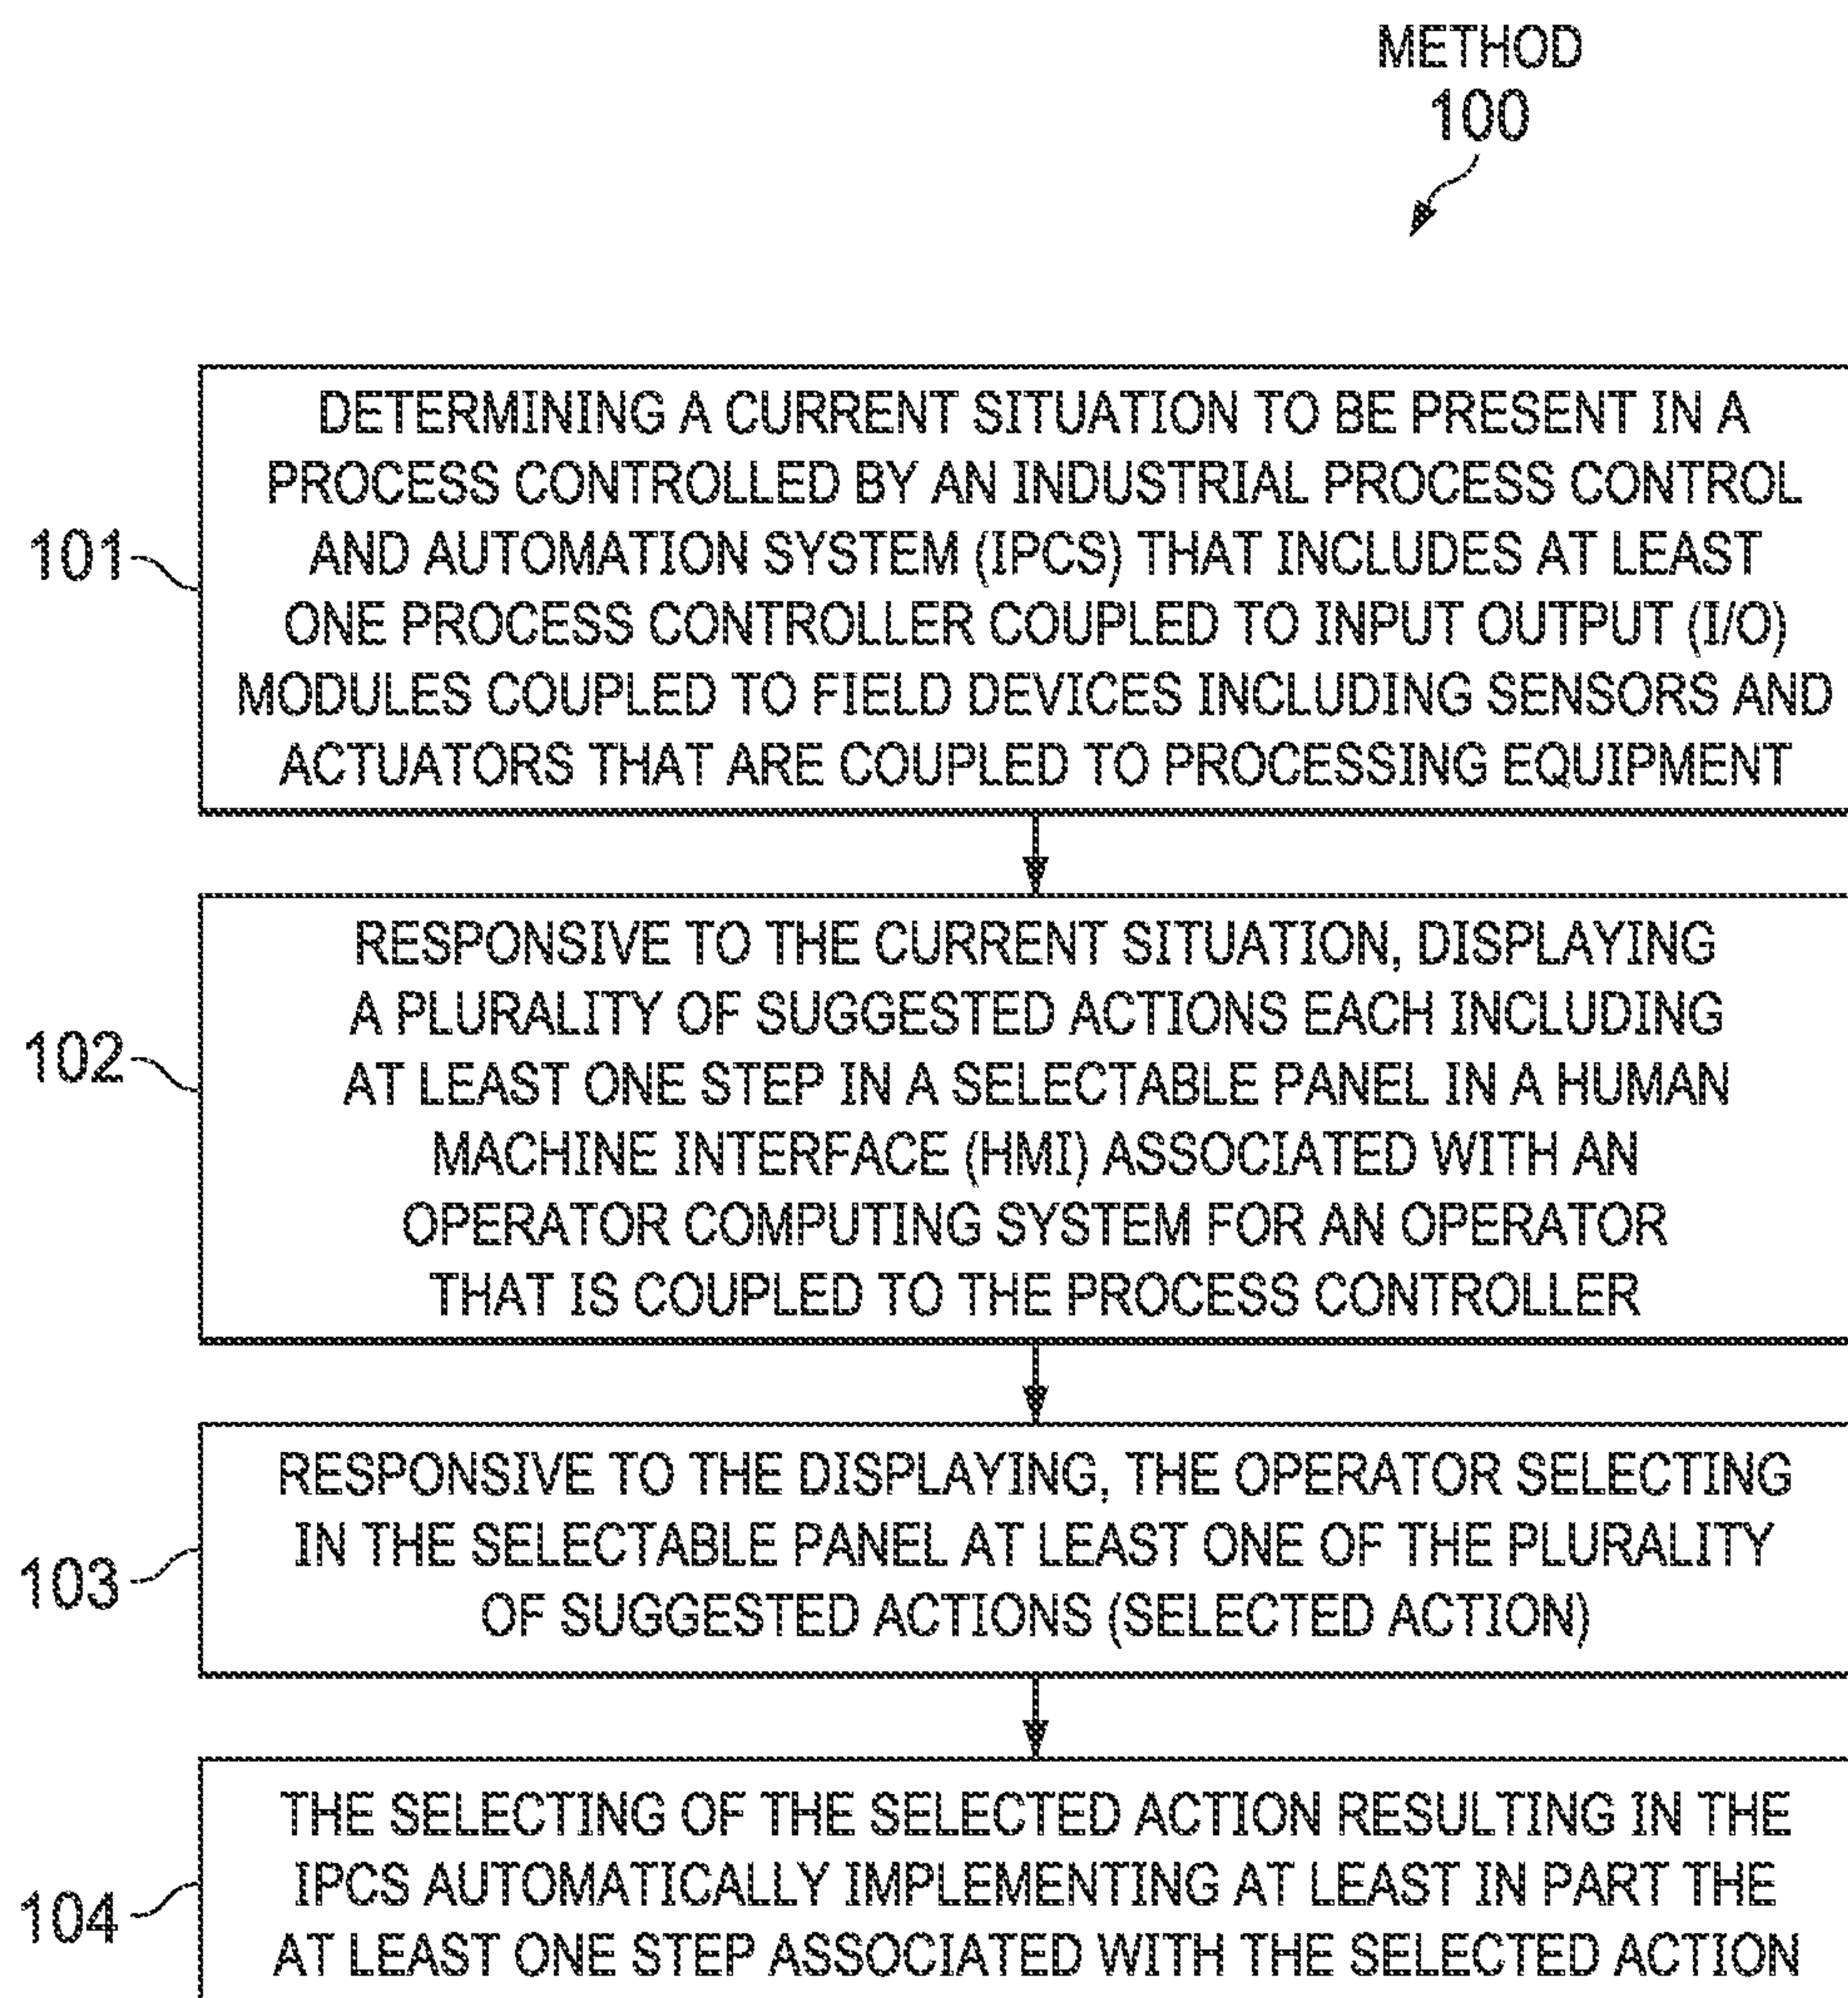 METHOD
100
DETERMINING A CURRENT SITUATION TO BE PRESENT IN A
PROCESS CONTROLLED BY AN INDUSTRIAL PROCESS CONTROL
101
AND AUTOMATION SYSTEM (IPCS) THAT INCLUDES AT LEAST
ONE PROCESS CONTROLLER COUPLED TO INPUT OUTPUT (I/O)
MODULES COUPLED TO FIELD DEVICES INCLUDING SENSORS AND
ACTUATORS THAT ARE COUPLED TO PROCESSING EQUIPMENT
RESPONSIVE TO THE CURRENT SITUATION, DISPLAYING
A PLURALITY OF SUGGESTED ACTIONS EACH INCLUDING
102
AT LEAST ONE STEP IN A SELECTABLE PANEL IN A HUMAN
MACHINE INTERFACE (HMI) ASSOCIATED WITH AN
OPERATOR COMPUTING SYSTEM FOR AN OPERATOR
THAT IS COUPLED TO THE PROCESS CONTROLLER
RESPONSIVE TO THE DISPLAYING, THE OPERATOR SELECTING
IN THE SELECTABLE PANEL AT LEAST ONE OF THE PLURALITY
103
OF SUGGESTED ACTIONS (SELECTED ACTION)
THE SELECTING OF THE SELECTED ACTION RESULTING IN THE
IPCS AUTOMATICALLY IMPLEMENTING AT LEAST IN PART THE
104
AT LEAST ONE STEP ASSOCIATED WITH THE SELECTED ACTION